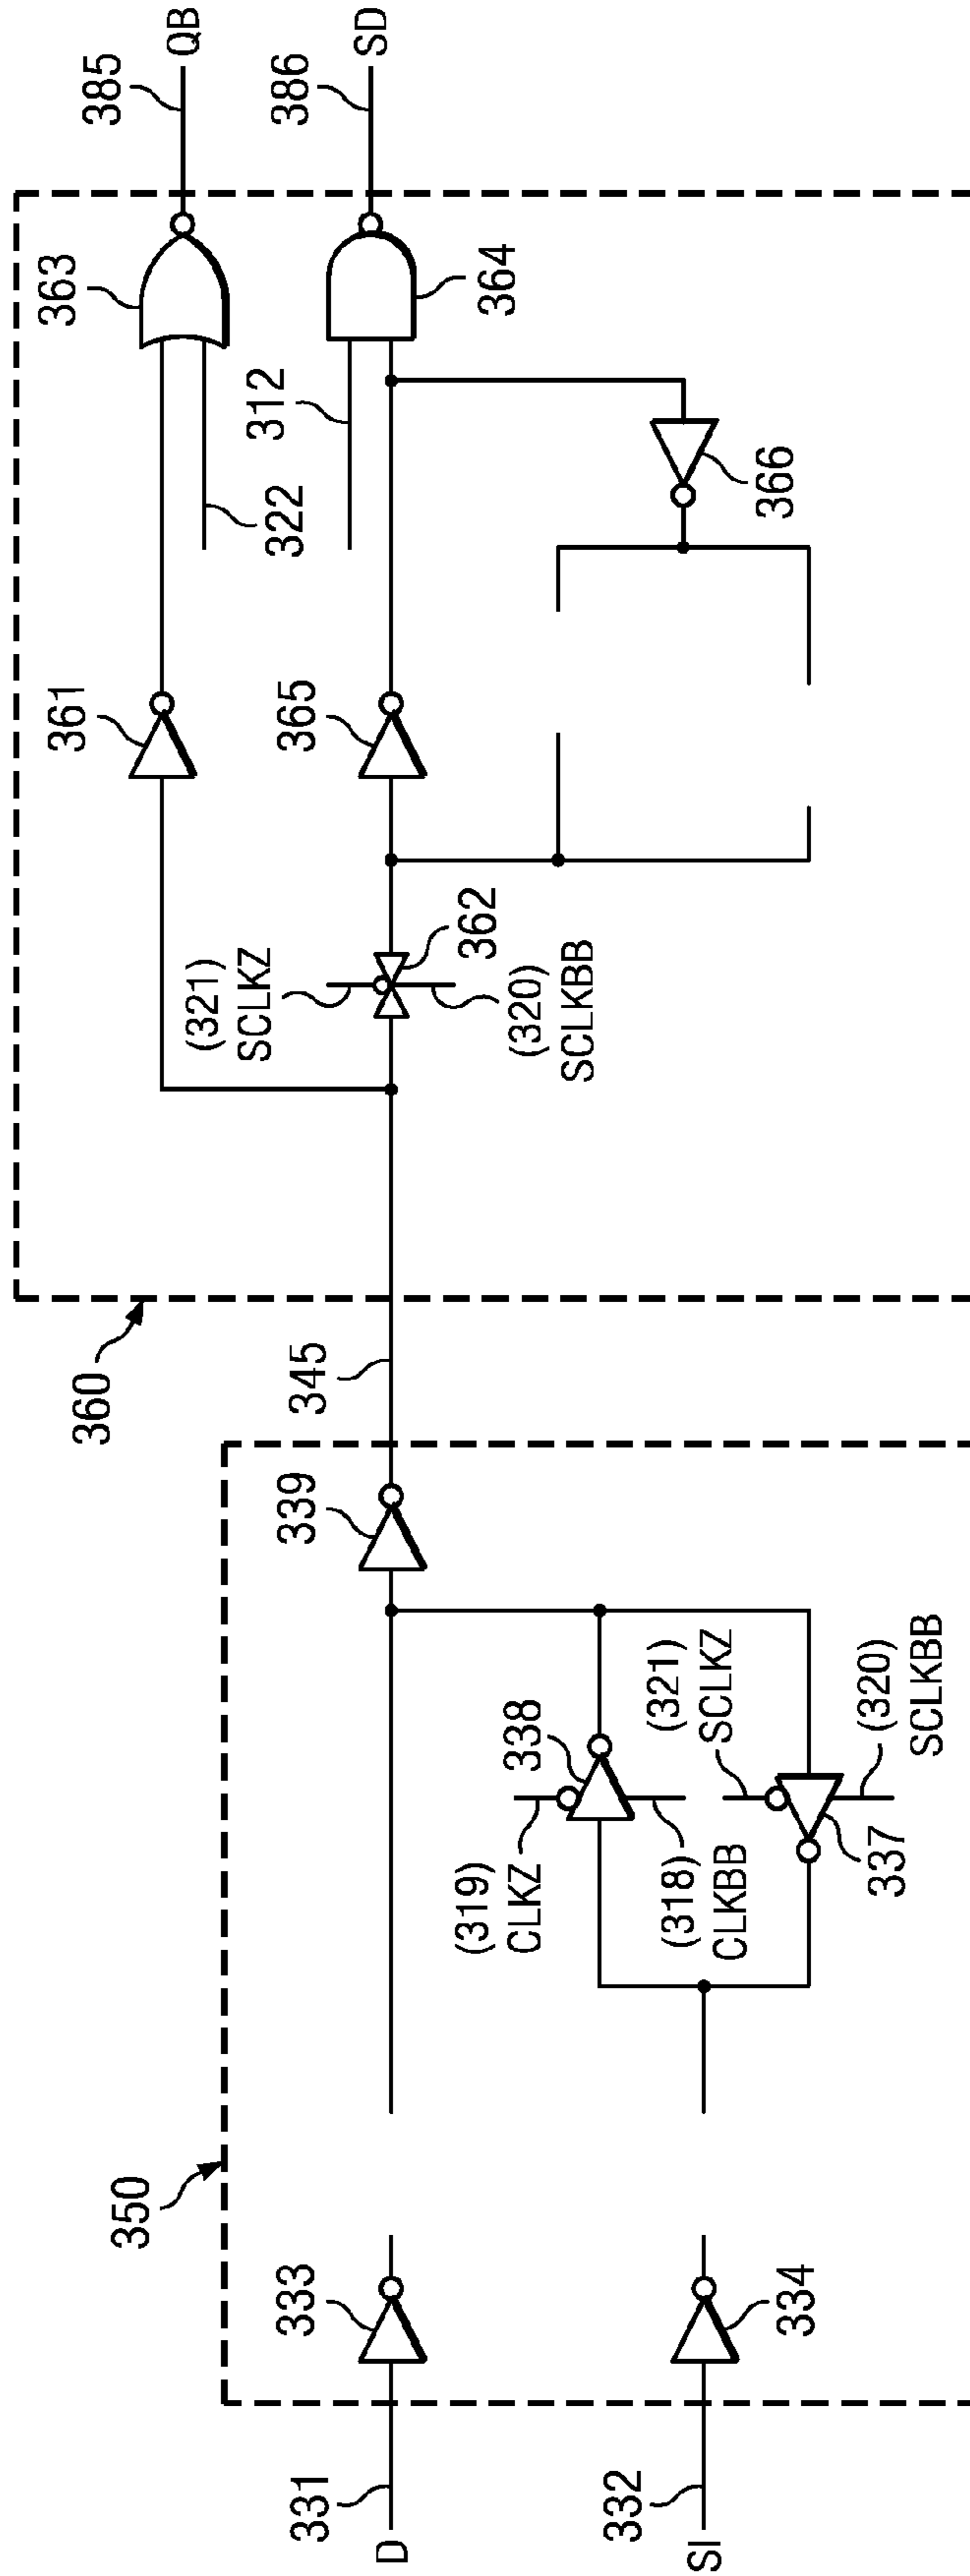 385
QB
386
SD
363
364
312
322
366
361
365
362
(321)
SCLKZ
(320)
SCLKBB
360
345
339
338
(321)
SCLKZ
(319)
CLKZ
(318)
CLKBB
337
(320)
SCLKBB
350
333
334
331
D
332
SI